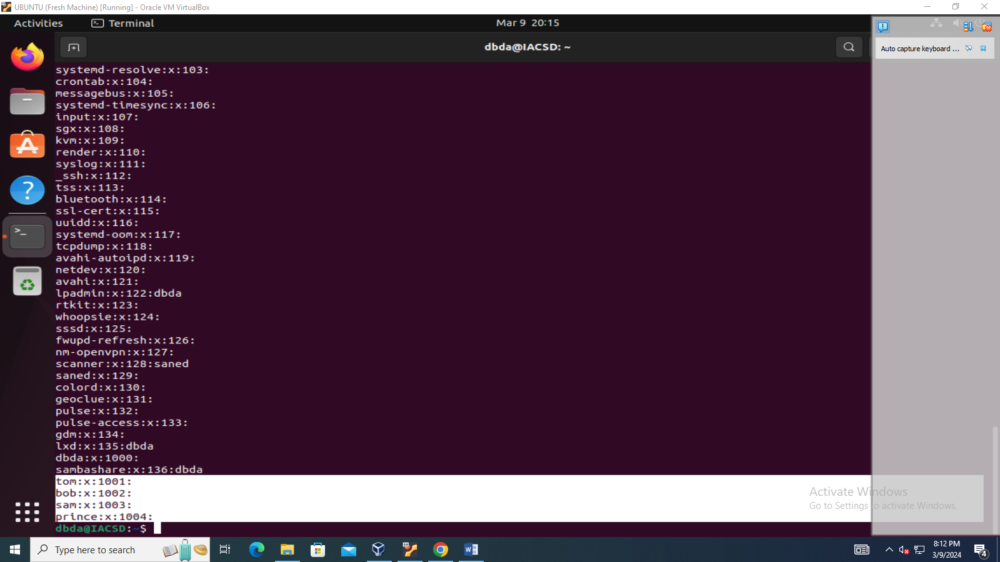 UBUNTU (Fresh Machine) [Running] - Oracle VM VirtualBox
Activities
Terminal
Mar 9 20:15
dbda@IACSD: ~
Auto capture keyboard ...
systemd-resolve:x:103:
crontab:x:104:
messagebus:x:105:
systemd-timesync:x:106:
input:x:107:
sgx:x:108:
kvm:x:109:
render:x:110:
syslog:x:111:
_ssh:x:112:
tss:x:113:
bluetooth:x:114:
ssl-cert:x:115:
uuidd:x:116:
systemd-oom:x:117:
tcpdump:x:118:
avahi-autoipd:x:119:
netdev:x:120:
avahi:x:121:
lpadmin:x:122:dbda
rtkit:x:123:
whoopsie:x:124:
sssd:x:125:
fwupd-refresh:x:126:
nm-openvpn:x:127:
scanner:x:128:saned
saned:x:129:
colord:x:130:
geoclue:x:131:
pulse:x:132:
pulse-access:x:133:
gdm:x:134:
lxd:x:135:dbda
dbda:x:1000:
sambashare:x:136:dbda
tom:x:1001:
bob:x:1002:
sam:x:1003:
prince:x:1004:
dbda@IACSD:~$
Activate Windows
Go to Settings to activate Windows.
Type here to search
8:12 PM
3/9/2024
4